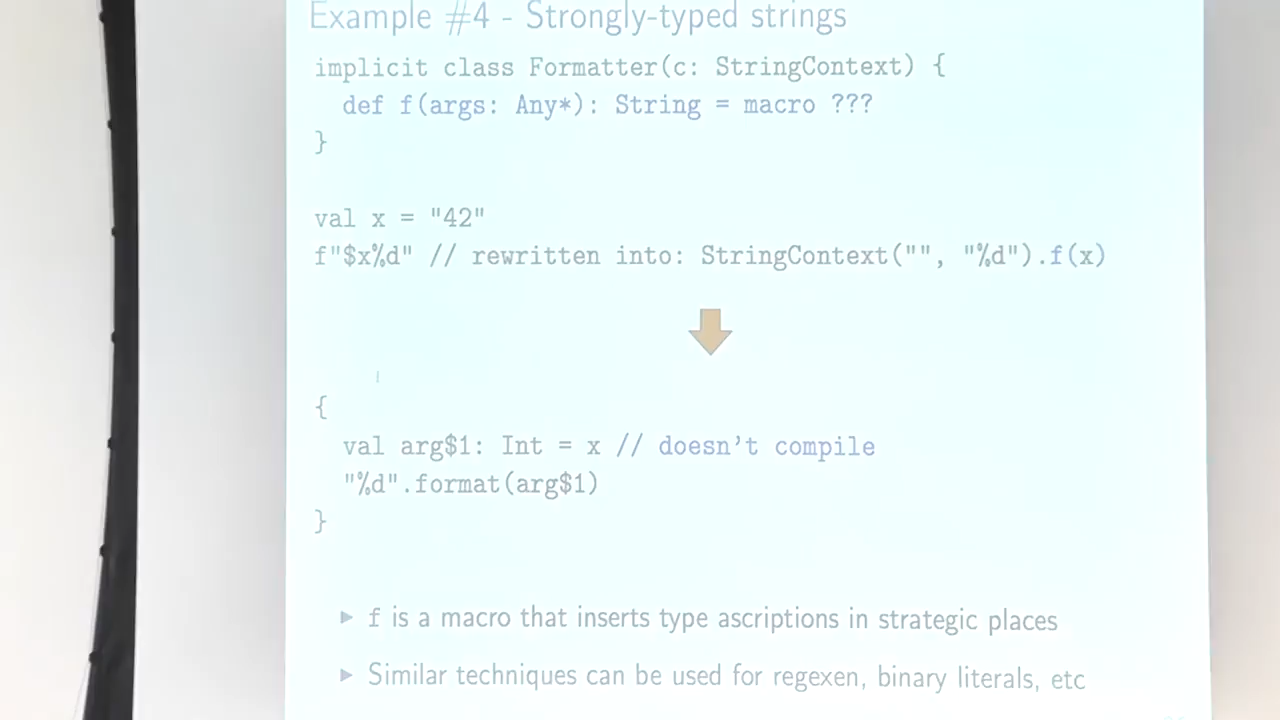 Example #4 - Strongly-typed strings
implicit class Formatter(c: StringContext) {
  def f(args: Any*): String = macro ???
}
val x = "42"
f"$x%d" // rewritten into: StringContext("", "%d").f(x)
{
  val arg$1: Int = x // doesn't compile
  "%d".format(arg$1)
}
▶ f is a macro that inserts type ascriptions in strategic places
▶ Similar techniques can be used for regexen, binary literals, etc